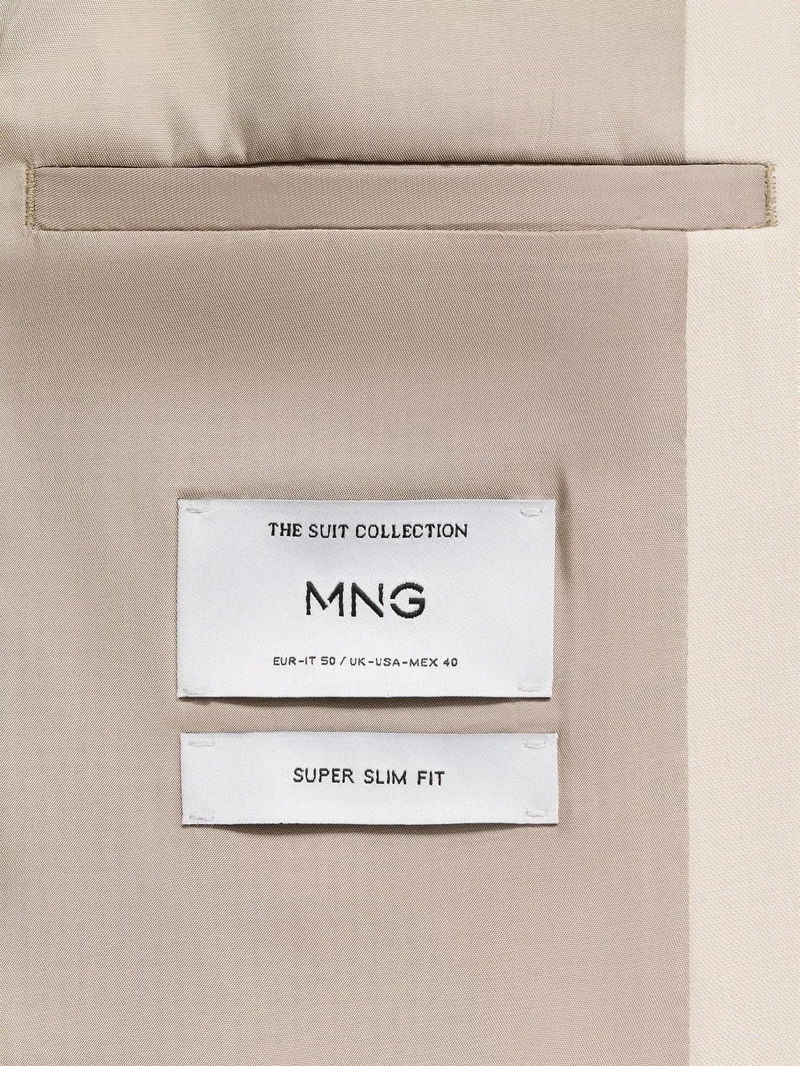 THE SUIT COLLECTION
MNG
EUR-IT 50 / UK-USA-MEX 40
SUPER SLIM FIT